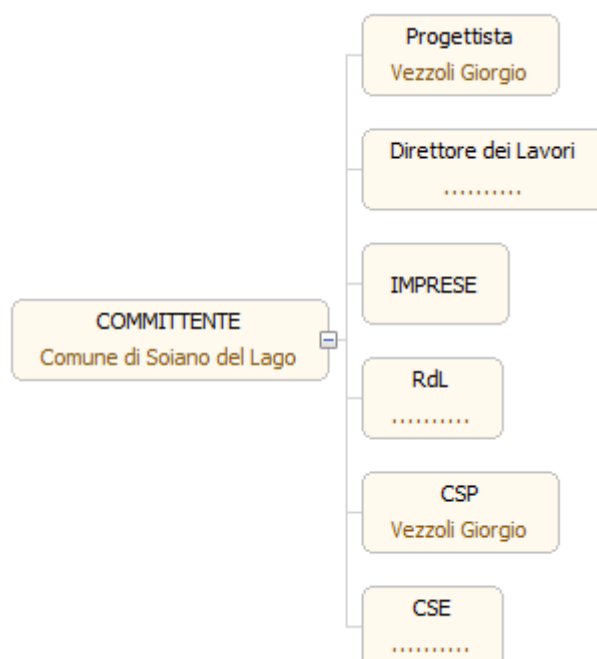 Progettista
Vezzoli Giorgio
Direttore dei Lavori
..........
IMPRESE
COMMITTENTE
Comune di Soiano del Lago
RdL
..........
CSP
Vezzoli Giorgio
CSE
..........